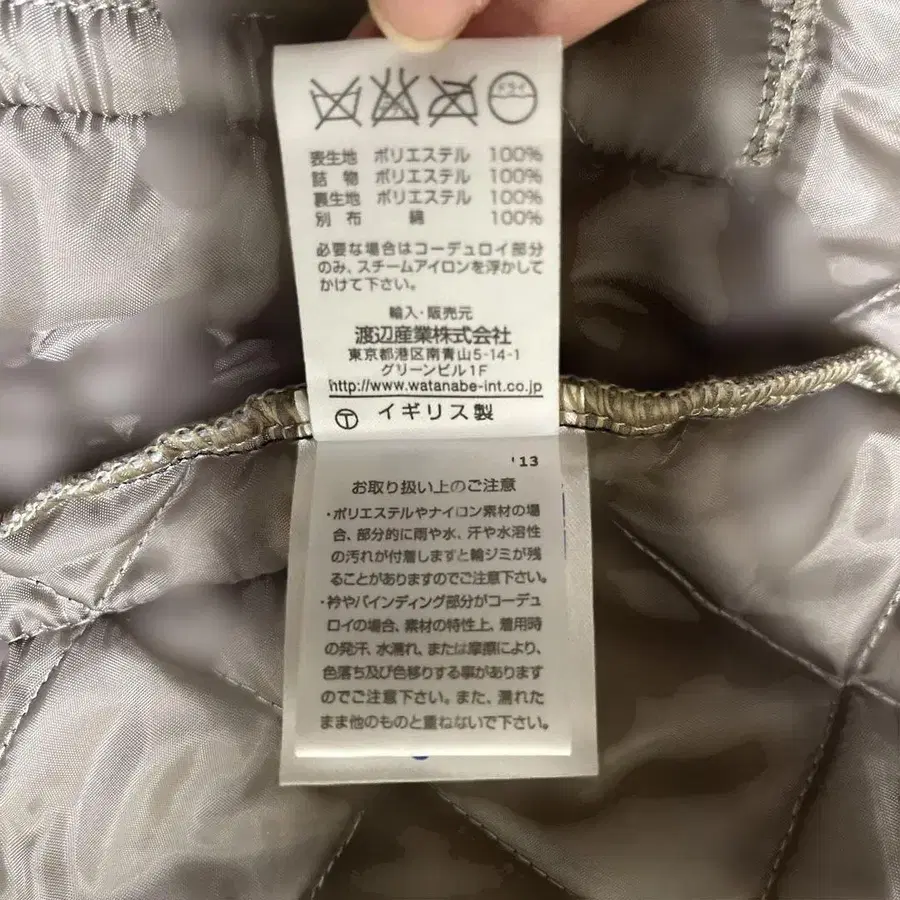 ドライ
表生地 ポリエステル 100%
詰物 ポリエステル 100%
裏生地 ポリエステル 100%
別布 綿 100%
必要な場合はコーデュロイ部分
のみ、スチームアイロンを浮かして
かけて下さい。
輸入・販売元
渡辺産業株式会社
東京都港区南青山5-14-1
グリーンビル1F
http://www.watanabe-int.co.jp
Ⓣ イギリス製
'13
お取り扱い上のご注意
・ポリエステルやナイロン素材の場
合、部分的に雨や水、汗や水溶性
の汚れが付着しますと輪ジミが残
ることがありますのでご注意下さい。
・衿やバインディング部分がコーデュ
ロイの場合、素材の特性上、着用時
の発汗、水濡れ、または摩擦により、
色落ち及び色移りする事があります
のでご注意下さい。また、濡れた
まま他のものと重ねないで下さい。